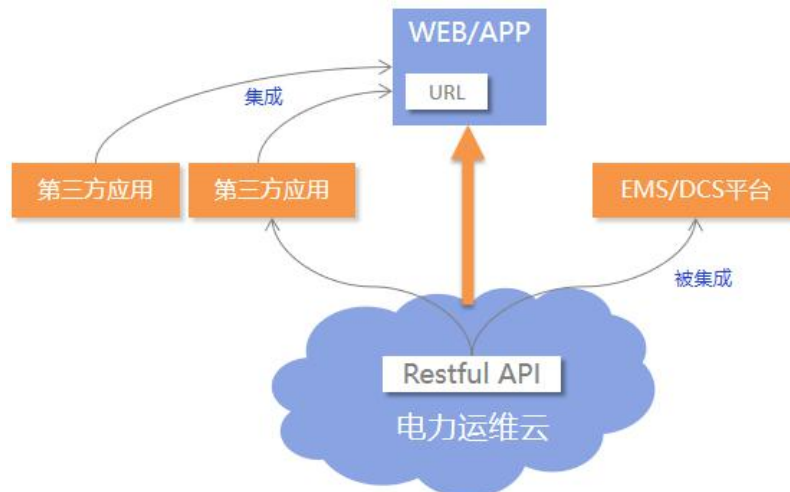 WEB/APP
URL
集成
第三方应用
第三方应用
EMS/DCS平台
被集成
Restful API
电力运维云